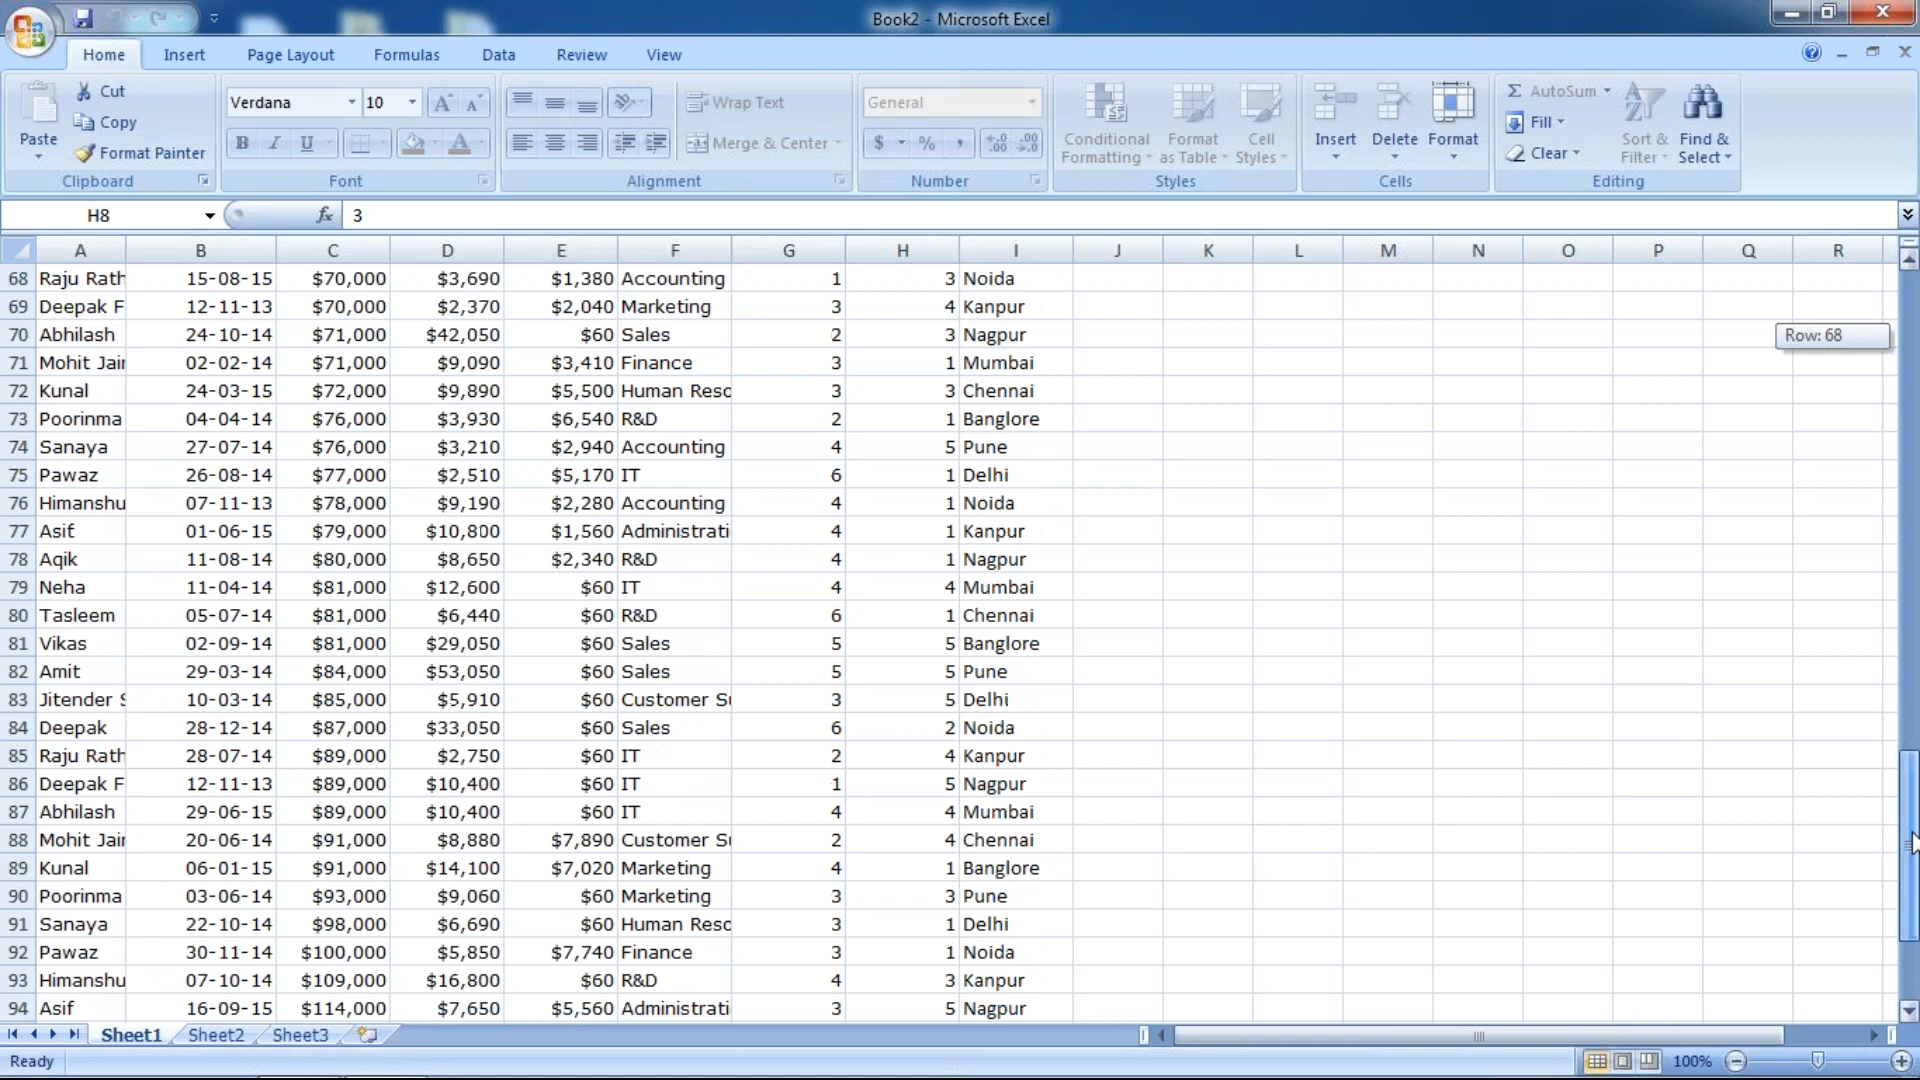 Book2 - Microsoft Excel
Home Insert Page Layout Formulas Data Review View
Paste Cut Copy Format Painter Clipboard
Verdana 10 Font
Wrap Text Merge & Center Alignment
General $ % , Number
Conditional Formatting Format as Table Cell Styles Styles
Insert Delete Format Cells
Σ AutoSum Fill Clear Sort & Filter Find & Select Editing
H8 fx 3
A B C D E F G H I J K L M N O P Q R
68 Raju Rath 15-08-15 $70,000 $3,690 $1,380 Accounting 1 3 Noida
69 Deepak F 12-11-13 $70,000 $2,370 $2,040 Marketing 3 4 Kanpur
70 Abhilash 24-10-14 $71,000 $42,050 $60 Sales 2 3 Nagpur
Row: 68
71 Mohit Jair 02-02-14 $71,000 $9,090 $3,410 Finance 3 1 Mumbai
72 Kunal 24-03-15 $72,000 $9,890 $5,500 Human Resc 3 3 Chennai
73 Poorinma 04-04-14 $76,000 $3,930 $6,540 R&D 2 1 Banglore
74 Sanaya 27-07-14 $76,000 $3,210 $2,940 Accounting 4 5 Pune
75 Pawaz 26-08-14 $77,000 $2,510 $5,170 IT 6 1 Delhi
76 Himanshu 07-11-13 $78,000 $9,190 $2,280 Accounting 4 1 Noida
77 Asif 01-06-15 $79,000 $10,800 $1,560 Administrati 4 1 Kanpur
78 Aqik 11-08-14 $80,000 $8,650 $2,340 R&D 4 1 Nagpur
79 Neha 11-04-14 $81,000 $12,600 $60 IT 4 4 Mumbai
80 Tasleem 05-07-14 $81,000 $6,440 $60 R&D 6 1 Chennai
81 Vikas 02-09-14 $81,000 $29,050 $60 Sales 5 5 Banglore
82 Amit 29-03-14 $84,000 $53,050 $60 Sales 5 5 Pune
83 Jitender S 10-03-14 $85,000 $5,910 $60 Customer Su 3 5 Delhi
84 Deepak 28-12-14 $87,000 $33,050 $60 Sales 6 2 Noida
85 Raju Rath 28-07-14 $89,000 $2,750 $60 IT 2 4 Kanpur
86 Deepak F 12-11-13 $89,000 $10,400 $60 IT 1 5 Nagpur
87 Abhilash 29-06-15 $89,000 $10,400 $60 IT 4 4 Mumbai
88 Mohit Jair 20-06-14 $91,000 $8,880 $7,890 Customer Su 2 4 Chennai
89 Kunal 06-01-15 $91,000 $14,100 $7,020 Marketing 4 1 Banglore
90 Poorinma 03-06-14 $93,000 $9,060 $60 Marketing 3 3 Pune
91 Sanaya 22-10-14 $98,000 $6,690 $60 Human Resc 3 1 Delhi
92 Pawaz 30-11-14 $100,000 $5,850 $7,740 Finance 3 1 Noida
93 Himanshu 07-10-14 $109,000 $16,800 $60 R&D 4 3 Kanpur
94 Asif 16-09-15 $114,000 $7,650 $5,560 Administrati 3 5 Nagpur
Sheet1 Sheet2 Sheet3
Ready 100%